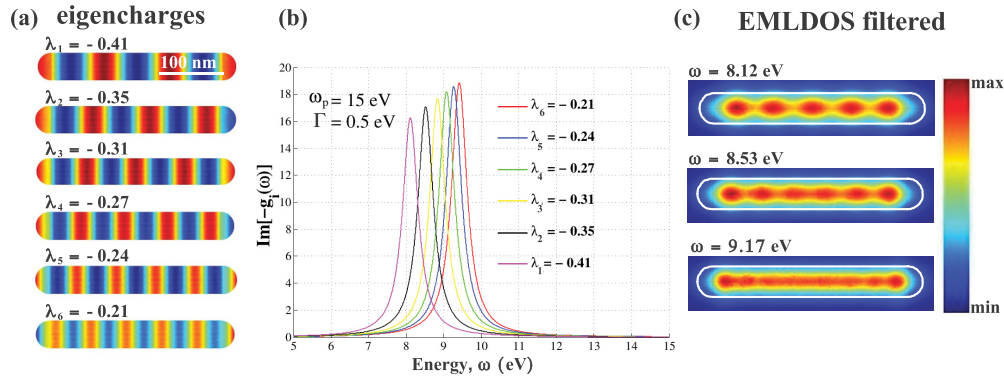 (a) eigencharges
λ1 = - 0.41
100 nm
λ2 = - 0.35
λ3 = - 0.31
λ4 = - 0.27
λ5 = - 0.24
λ6 = - 0.21
(b)
20
18
16
14
12
10
8
6
4
2
0
Im[-gi(ω)]
ωp = 15 eV
Γ = 0.5 eV
λ6 = - 0.21
λ5 = - 0.24
λ4 = - 0.27
λ3 = - 0.31
λ2 = - 0.35
λ1 = - 0.41
5 6 7 8 9 10 11 12 13 14 15
Energy, ω (eV)
(c) EMLDOS filtered
ω = 8.12 eV
ω = 8.53 eV
ω = 9.17 eV
max
min